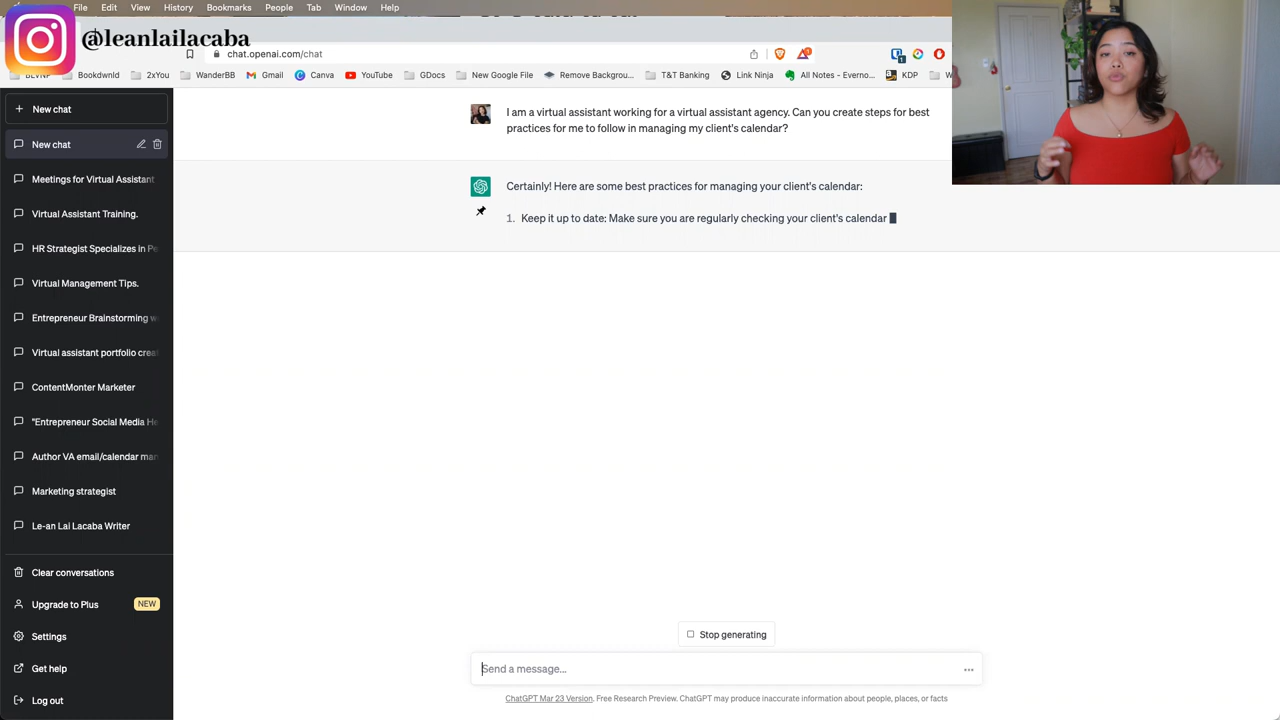 @leanlailacaba
Edit View History Bookmarks People Tab Window Help
chat.openai.com/chat
Bookdwnld 2xYou WanderBB Gmail Canva YouTube GDocs New Google File Remove Backgrou... T&T Banking Link Ninja All Notes - Everno... KDP
New chat
New chat
Meetings for Virtual Assistant
Virtual Assistant Training.
HR Strategist Specializes in Pe
Virtual Management Tips.
Entrepreneur Brainstorming w
Virtual assistant portfolio crea
ContentMonter Marketer
"Entrepreneur Social Media He
Author VA email/calendar man
Marketing strategist
Le-an Lai Lacaba Writer
Clear conversations
Upgrade to Plus NEW
Settings
Get help
Log out
I am a virtual assistant working for a virtual assistant agency. Can you create steps for best
practices for me to follow in managing my client's calendar?
Certainly! Here are some best practices for managing your client's calendar:
1. Keep it up to date: Make sure you are regularly checking your client's calendar
Stop generating
Send a message...
ChatGPT Mar 23 Version. Free Research Preview. ChatGPT may produce inaccurate information about people, places, or facts